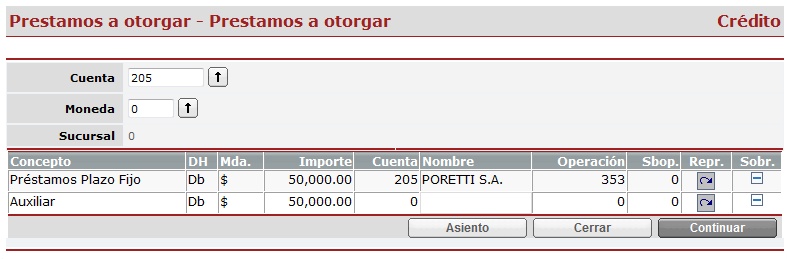 Prestamos a otorgar - Prestamos a otorgar Crédito
Cuenta 205
Moneda 0
Sucursal 0
Concepto DH Mda. Importe Cuenta Nombre Operación Sbop. Repr. Sobr.
Préstamos Plazo Fijo Db $ 50,000.00 205 PORETTI S.A. 353 0
Auxiliar Db $ 50,000.00 0 0 0
Asiento Cerrar Continuar